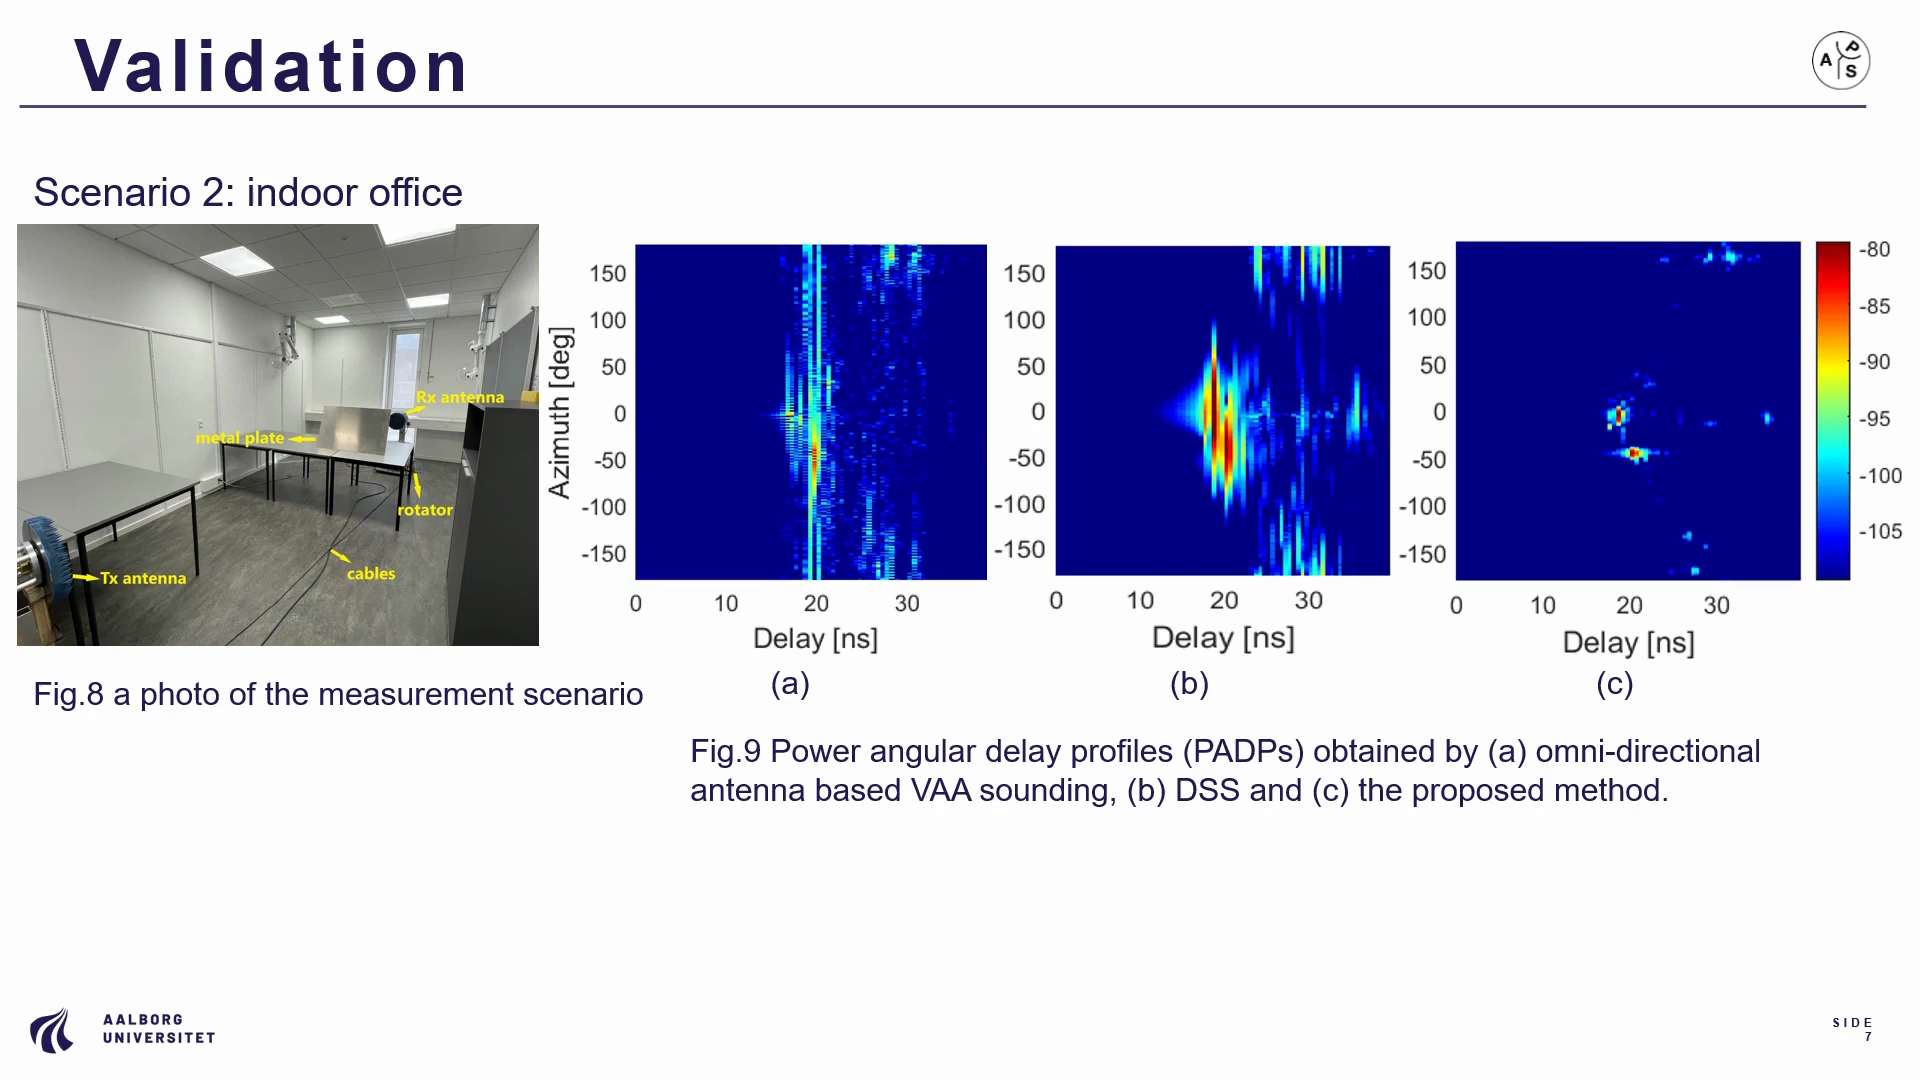 Validation
A P S
Scenario 2: indoor office
Rx antenna
metal plate
rotator
Tx antenna
cables
Azimuth [deg]
150
100
50
0
-50
-100
-150
0 10 20 30
Delay [ns]
(a)
150
100
50
0
-50
-100
-150
0 10 20 30
Delay [ns]
(b)
150
100
50
0
-50
-100
-150
0 10 20 30
Delay [ns]
(c)
-80
-85
-90
-95
-100
-105
Fig.8 a photo of the measurement scenario
Fig.9 Power angular delay profiles (PADPs) obtained by (a) omni-directional
antenna based VAA sounding, (b) DSS and (c) the proposed method.
AALBORG
UNIVERSITET
SIDE
7